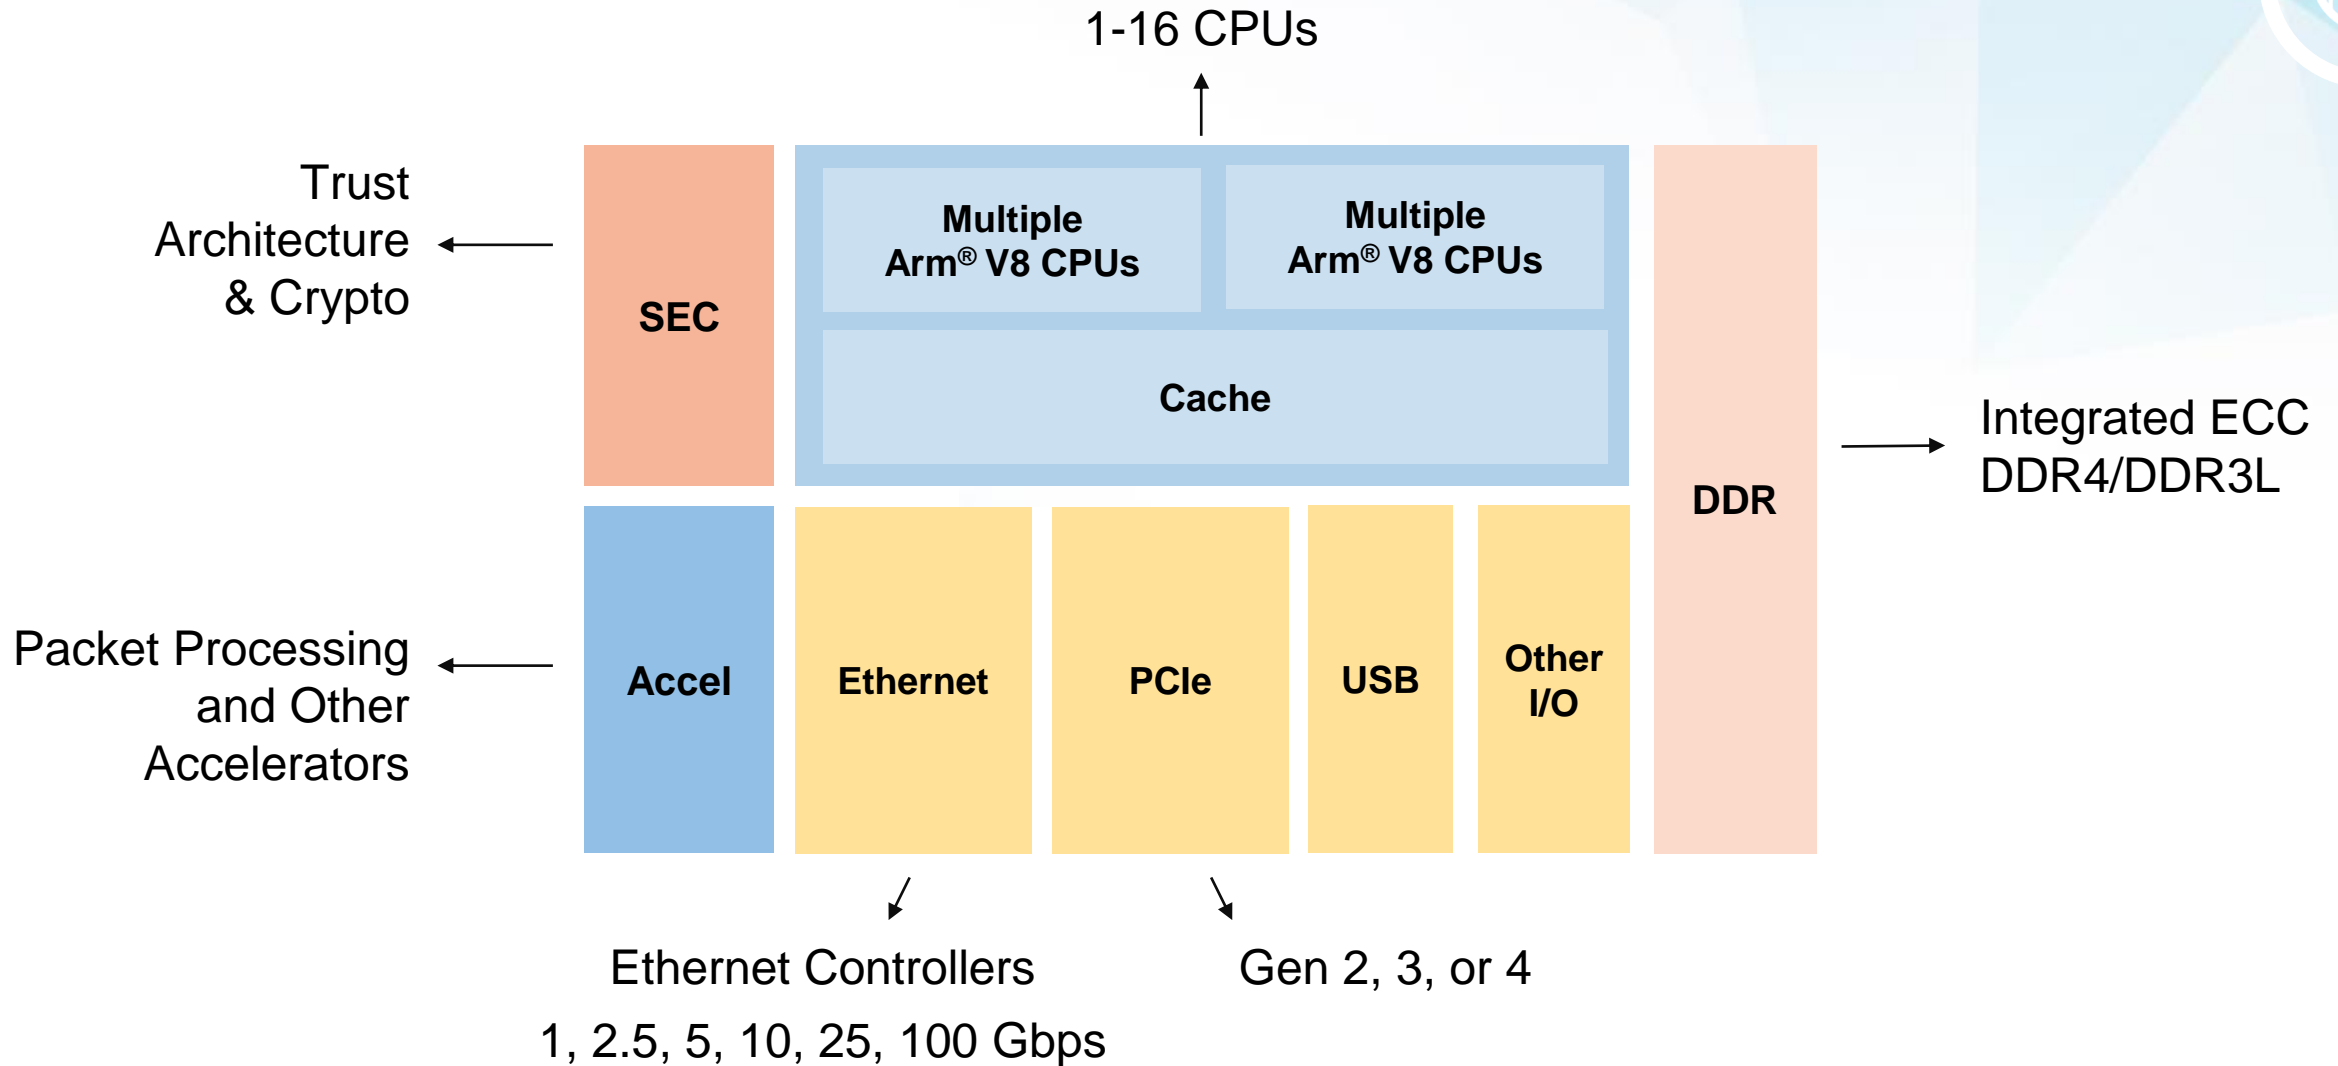 1-16 CPUs
Trust
Architecture
& Crypto
SEC
Multiple
Arm® V8 CPUs
Multiple
Arm® V8 CPUs
Cache
DDR
Integrated ECC
DDR4/DDR3L
Packet Processing
and Other
Accelerators
Accel
Ethernet
PCIe
USB
Other
I/O
Ethernet Controllers
1, 2.5, 5, 10, 25, 100 Gbps
Gen 2, 3, or 4